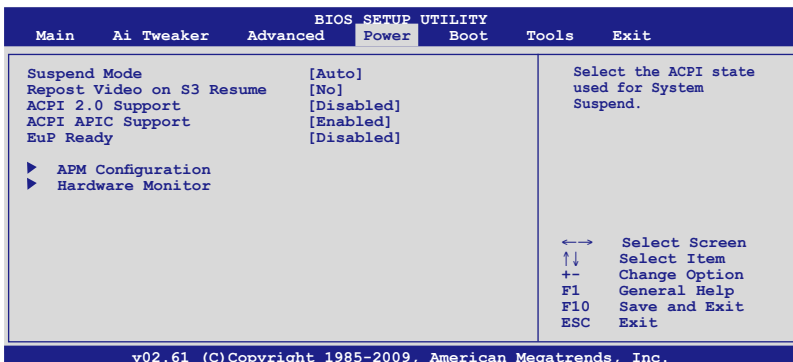 BIOS SETUP UTILITY
Main Ai Tweaker Advanced Power Boot Tools Exit
Suspend Mode [Auto]
Repost Video on S3 Resume [No]
ACPI 2.0 Support [Disabled]
ACPI APIC Support [Enabled]
EuP Ready [Disabled]
APM Configuration
Hardware Monitor
Select the ACPI state
used for System
Suspend.
←→ Select Screen
↑↓ Select Item
+- Change Option
F1 General Help
F10 Save and Exit
ESC Exit
v02.61 (C)Copyright 1985-2009, American Megatrends, Inc.